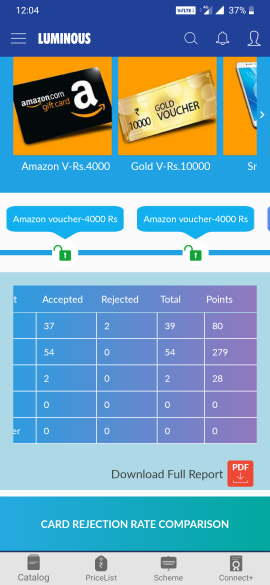 12:04
37%
LUMINOUS
amazon.com
gift card
a
₹
10000
GOLD
VOUCHER
Amazon V-Rs.4000
Gold V-Rs.10000
Sr
Amazon voucher-4000 Rs
Amazon voucher-4000 Rs
t Accepted Rejected Total Points
37 2 39 80
54 0 54 279
2 0 2 28
0 0 0 0
er 0 0 0 0
Download Full Report
PDF
CARD REJECTION RATE COMPARISON
Catalog
PriceList
Scheme
Connect+